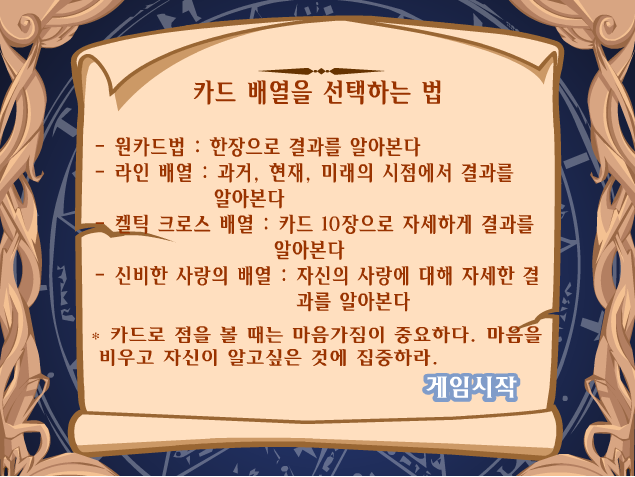 카드 배열을 선택하는 법
- 원카드법 : 한장으로 결과를 알아본다
- 라인 배열 : 과거, 현재, 미래의 시점에서 결과를
알아본다
- 켈틱 크로스 배열 : 카드 10장으로 자세하게 결과를
알아본다
- 신비한 사랑의 배열 : 자신의 사랑에 대해 자세한 결
과를 알아본다
* 카드로 점을 볼 때는 마음가짐이 중요하다. 마음을
비우고 자신이 알고싶은 것에 집중하라.
게임시작